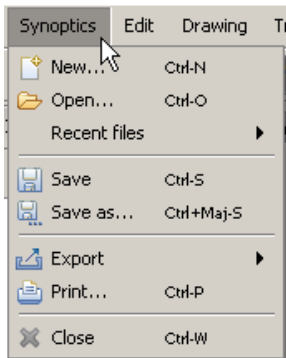 Synoptics Edit Drawing
New... Ctrl-N
Open... Ctrl-O
Recent files
Save Ctrl-S
Save as... Ctrl+Maj-S
Export
Print... Ctrl-P
Close Ctrl-W